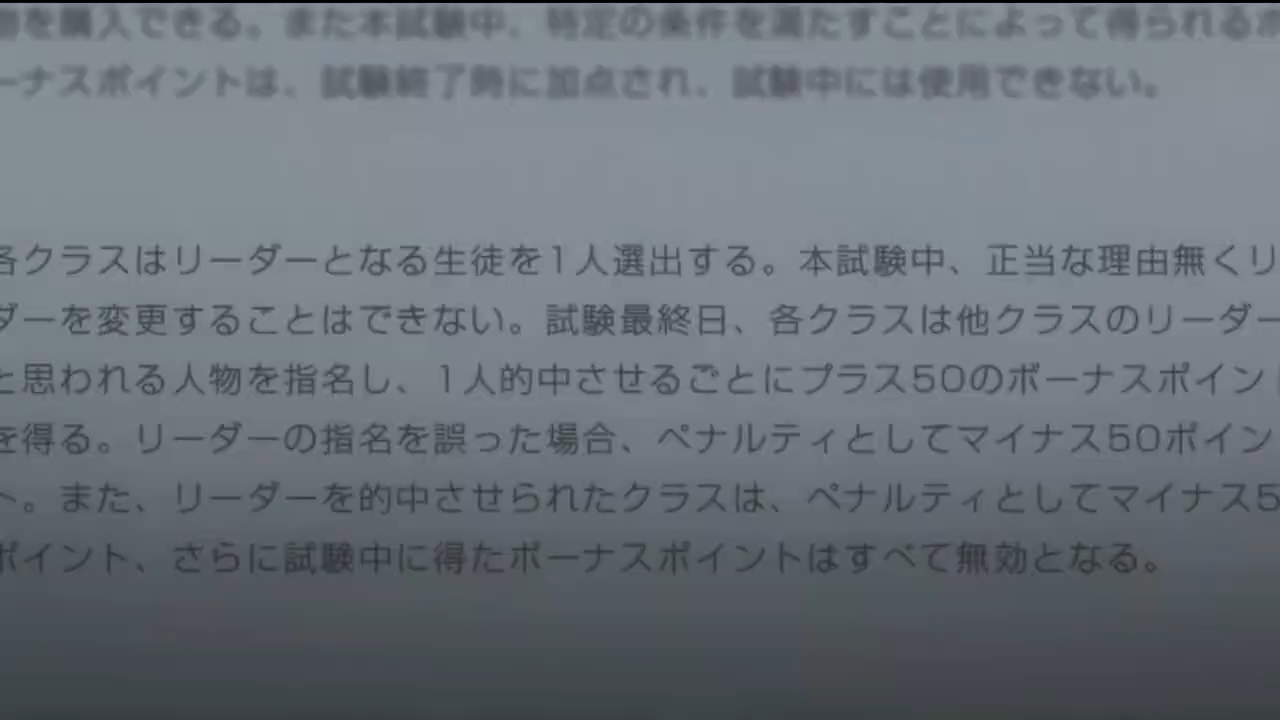 を購入できる。また本試験中、特定の条件を満たすことによって得られるボ
ーナスポイントは、試験終了時に加点され、試験中には使用できない。
各クラスはリーダーとなる生徒を1人選出する。本試験中、正当な理由無くリ
ダーを変更することはできない。試験最終日、各クラスは他クラスのリーダー
と思われる人物を指名し、1人的中させるごとにプラス50のボーナスポイント
を得る。リーダーの指名を誤った場合、ペナルティとしてマイナス50ポイン
ト。また、リーダーを的中させられたクラスは、ペナルティとしてマイナス5
ポイント、さらに試験中に得たボーナスポイントはすべて無効となる。